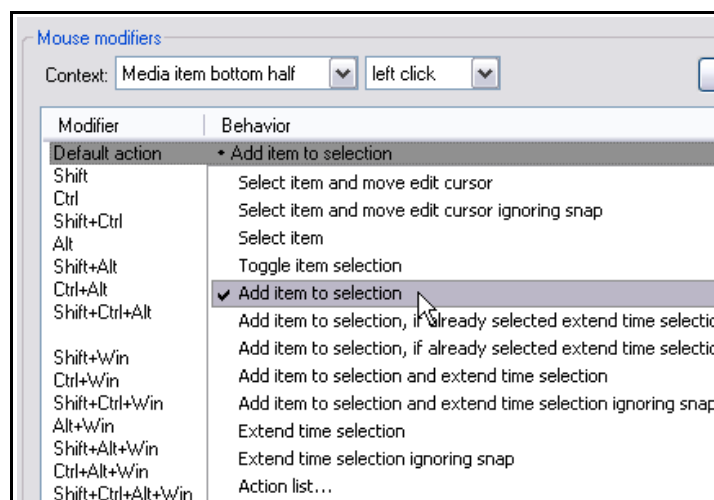 Mouse modifiers
Context: Media item bottom half left click
Modifier Behavior
Default action • Add item to selection
Shift
Ctrl
Shift+Ctrl
Alt
Shift+Alt
Ctrl+Alt
Shift+Ctrl+Alt
Shift+Win
Ctrl+Win
Shift+Ctrl+Win
Alt+Win
Shift+Alt+Win
Ctrl+Alt+Win
Shift+Ctrl+Alt+Win
Select item and move edit cursor
Select item and move edit cursor ignoring snap
Select item
Toggle item selection
✔ Add item to selection
Add item to selection, if already selected extend time selectio
Add item to selection, if already selected extend time selectio
Add item to selection and extend time selection
Add item to selection and extend time selection ignoring snap
Extend time selection
Extend time selection ignoring snap
Action list...